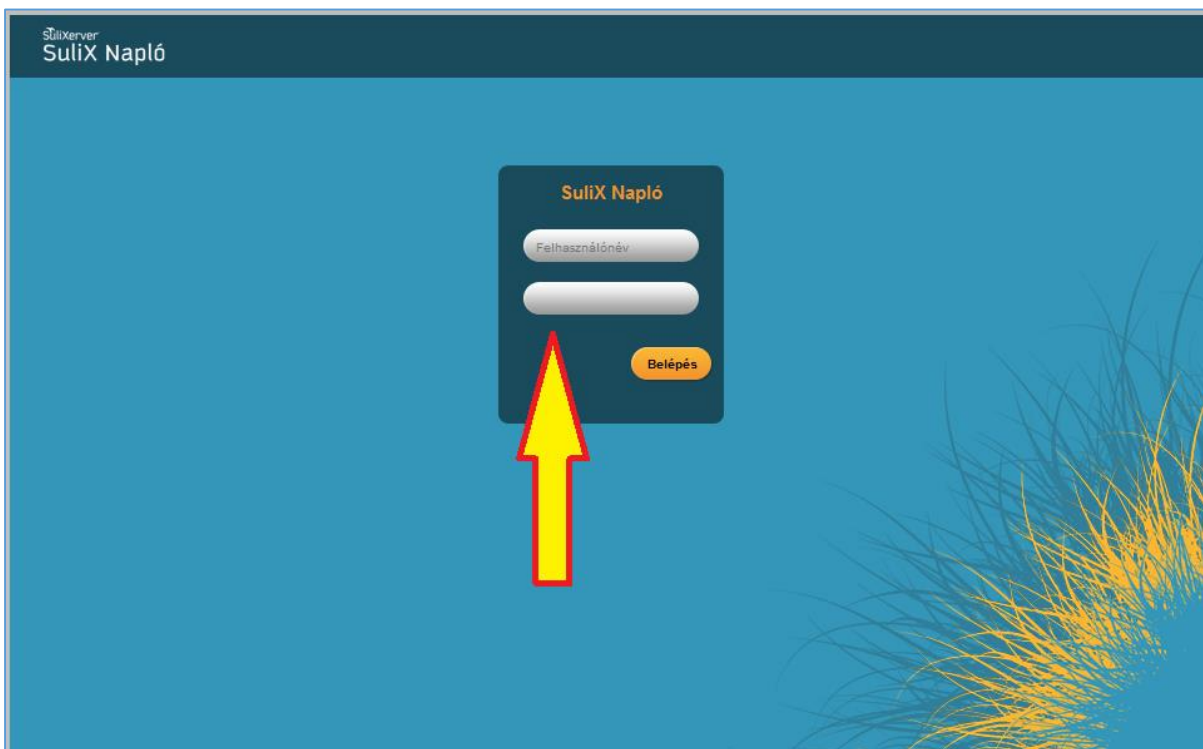 SuliXerver
SuliX Napló
SuliX Napló
Felhasználónév
Belépés